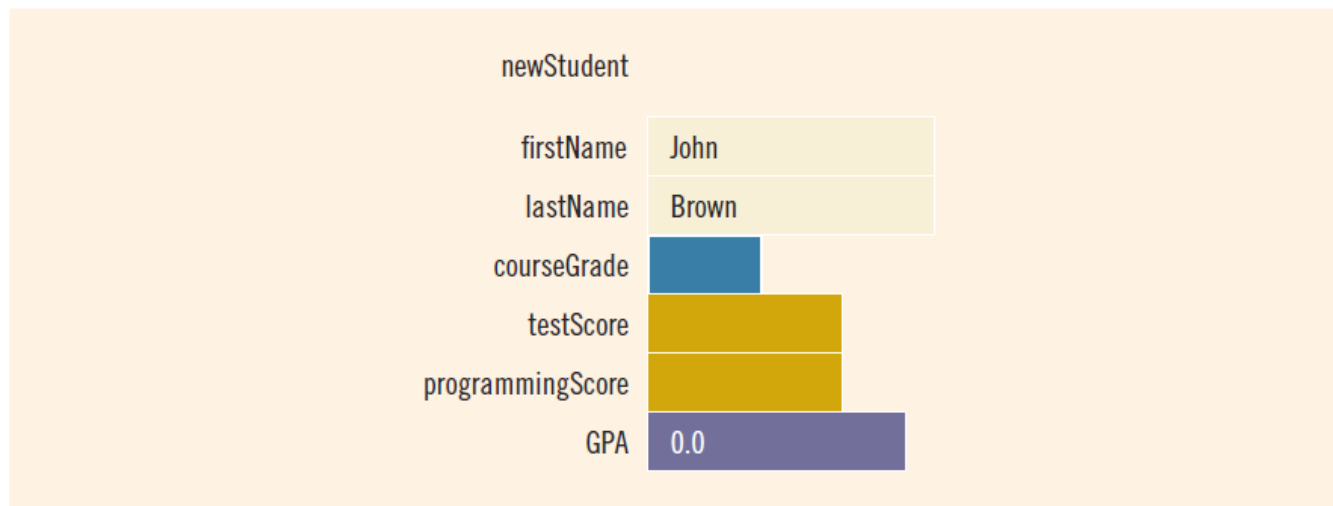 newStudent
firstName John
lastName Brown
courseGrade
testScore
programmingScore
GPA 0.0